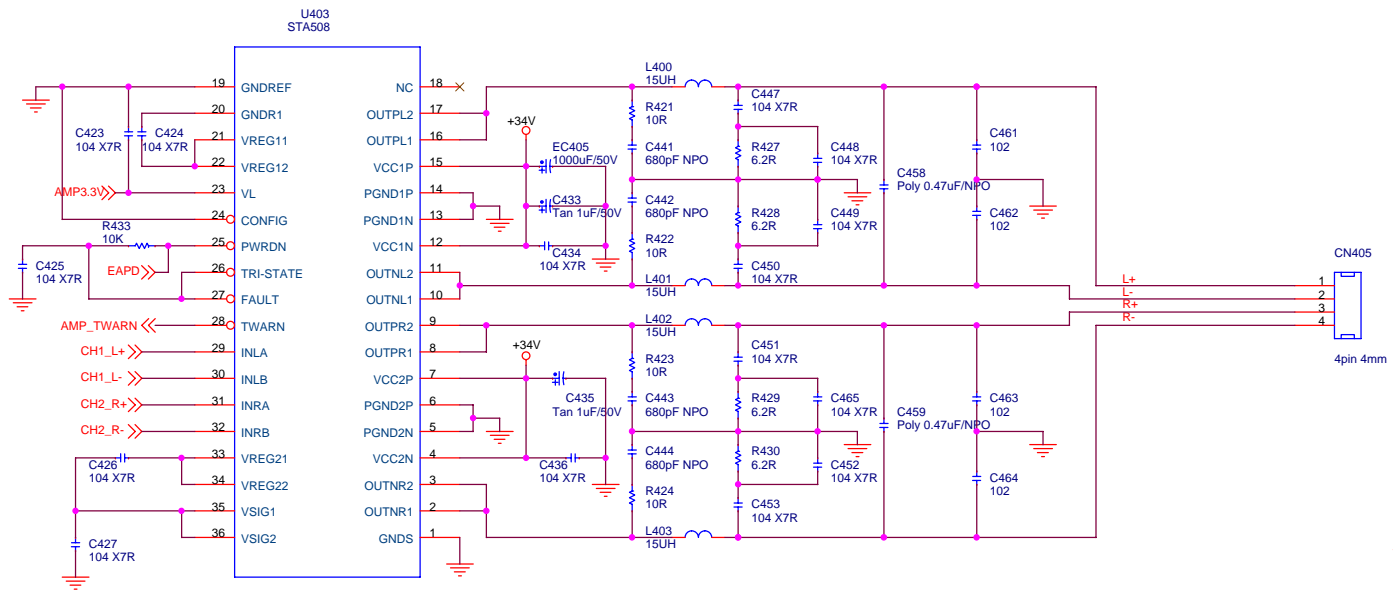 U403
STA508
19 GNDREF
20 GNDR1
21 VREG11
22 VREG12
23 VL
24 CONFIG
25 PWRDN
26 TRI-STATE
27 FAULT
28 TWARN
29 INLA
30 INLB
31 INRA
32 INRB
33 VREG21
34 VREG22
35 VSIG1
36 VSIG2
NC 18
OUTPL2 17
OUTPL1 16
VCC1P 15
PGND1P 14
PGND1N 13
VCC1N 12
OUTNL2 11
OUTNL1 10
OUTPR2 9
OUTPR1 8
VCC2P 7
PGND2P 6
PGND2N 5
VCC2N 4
OUTNR2 3
OUTNR1 2
GNDS 1
C423
104 X7R
C424
104 X7R
AMP3.3V
R433
10K
C425
104 X7R
EAPD
AMP_TWARN
CH1_L+
CH1_L-
CH2_R+
CH2_R-
C426
104 X7R
C427
104 X7R
+34V
EC405
1000uF/50V
C433
Tan 1uF/50V
C434
104 X7R
+34V
C435
Tan 1uF/50V
C436
104 X7R
L400
15UH
R421
10R
C441
680pF NPO
C442
680pF NPO
R422
10R
L401
15UH
L402
15UH
R423
10R
C443
680pF NPO
C444
680pF NPO
R424
10R
L403
15UH
C447
104 X7R
R427
6.2R
C448
104 X7R
R428
6.2R
C449
104 X7R
C450
104 X7R
C451
104 X7R
R429
6.2R
C465
104 X7R
R430
6.2R
C452
104 X7R
C453
104 X7R
C458
Poly 0.47uF/NPO
C459
Poly 0.47uF/NPO
C461
102
C462
102
C463
102
C464
102
L+
L-
R+
R-
CN405
1
2
3
4
4pin 4mm